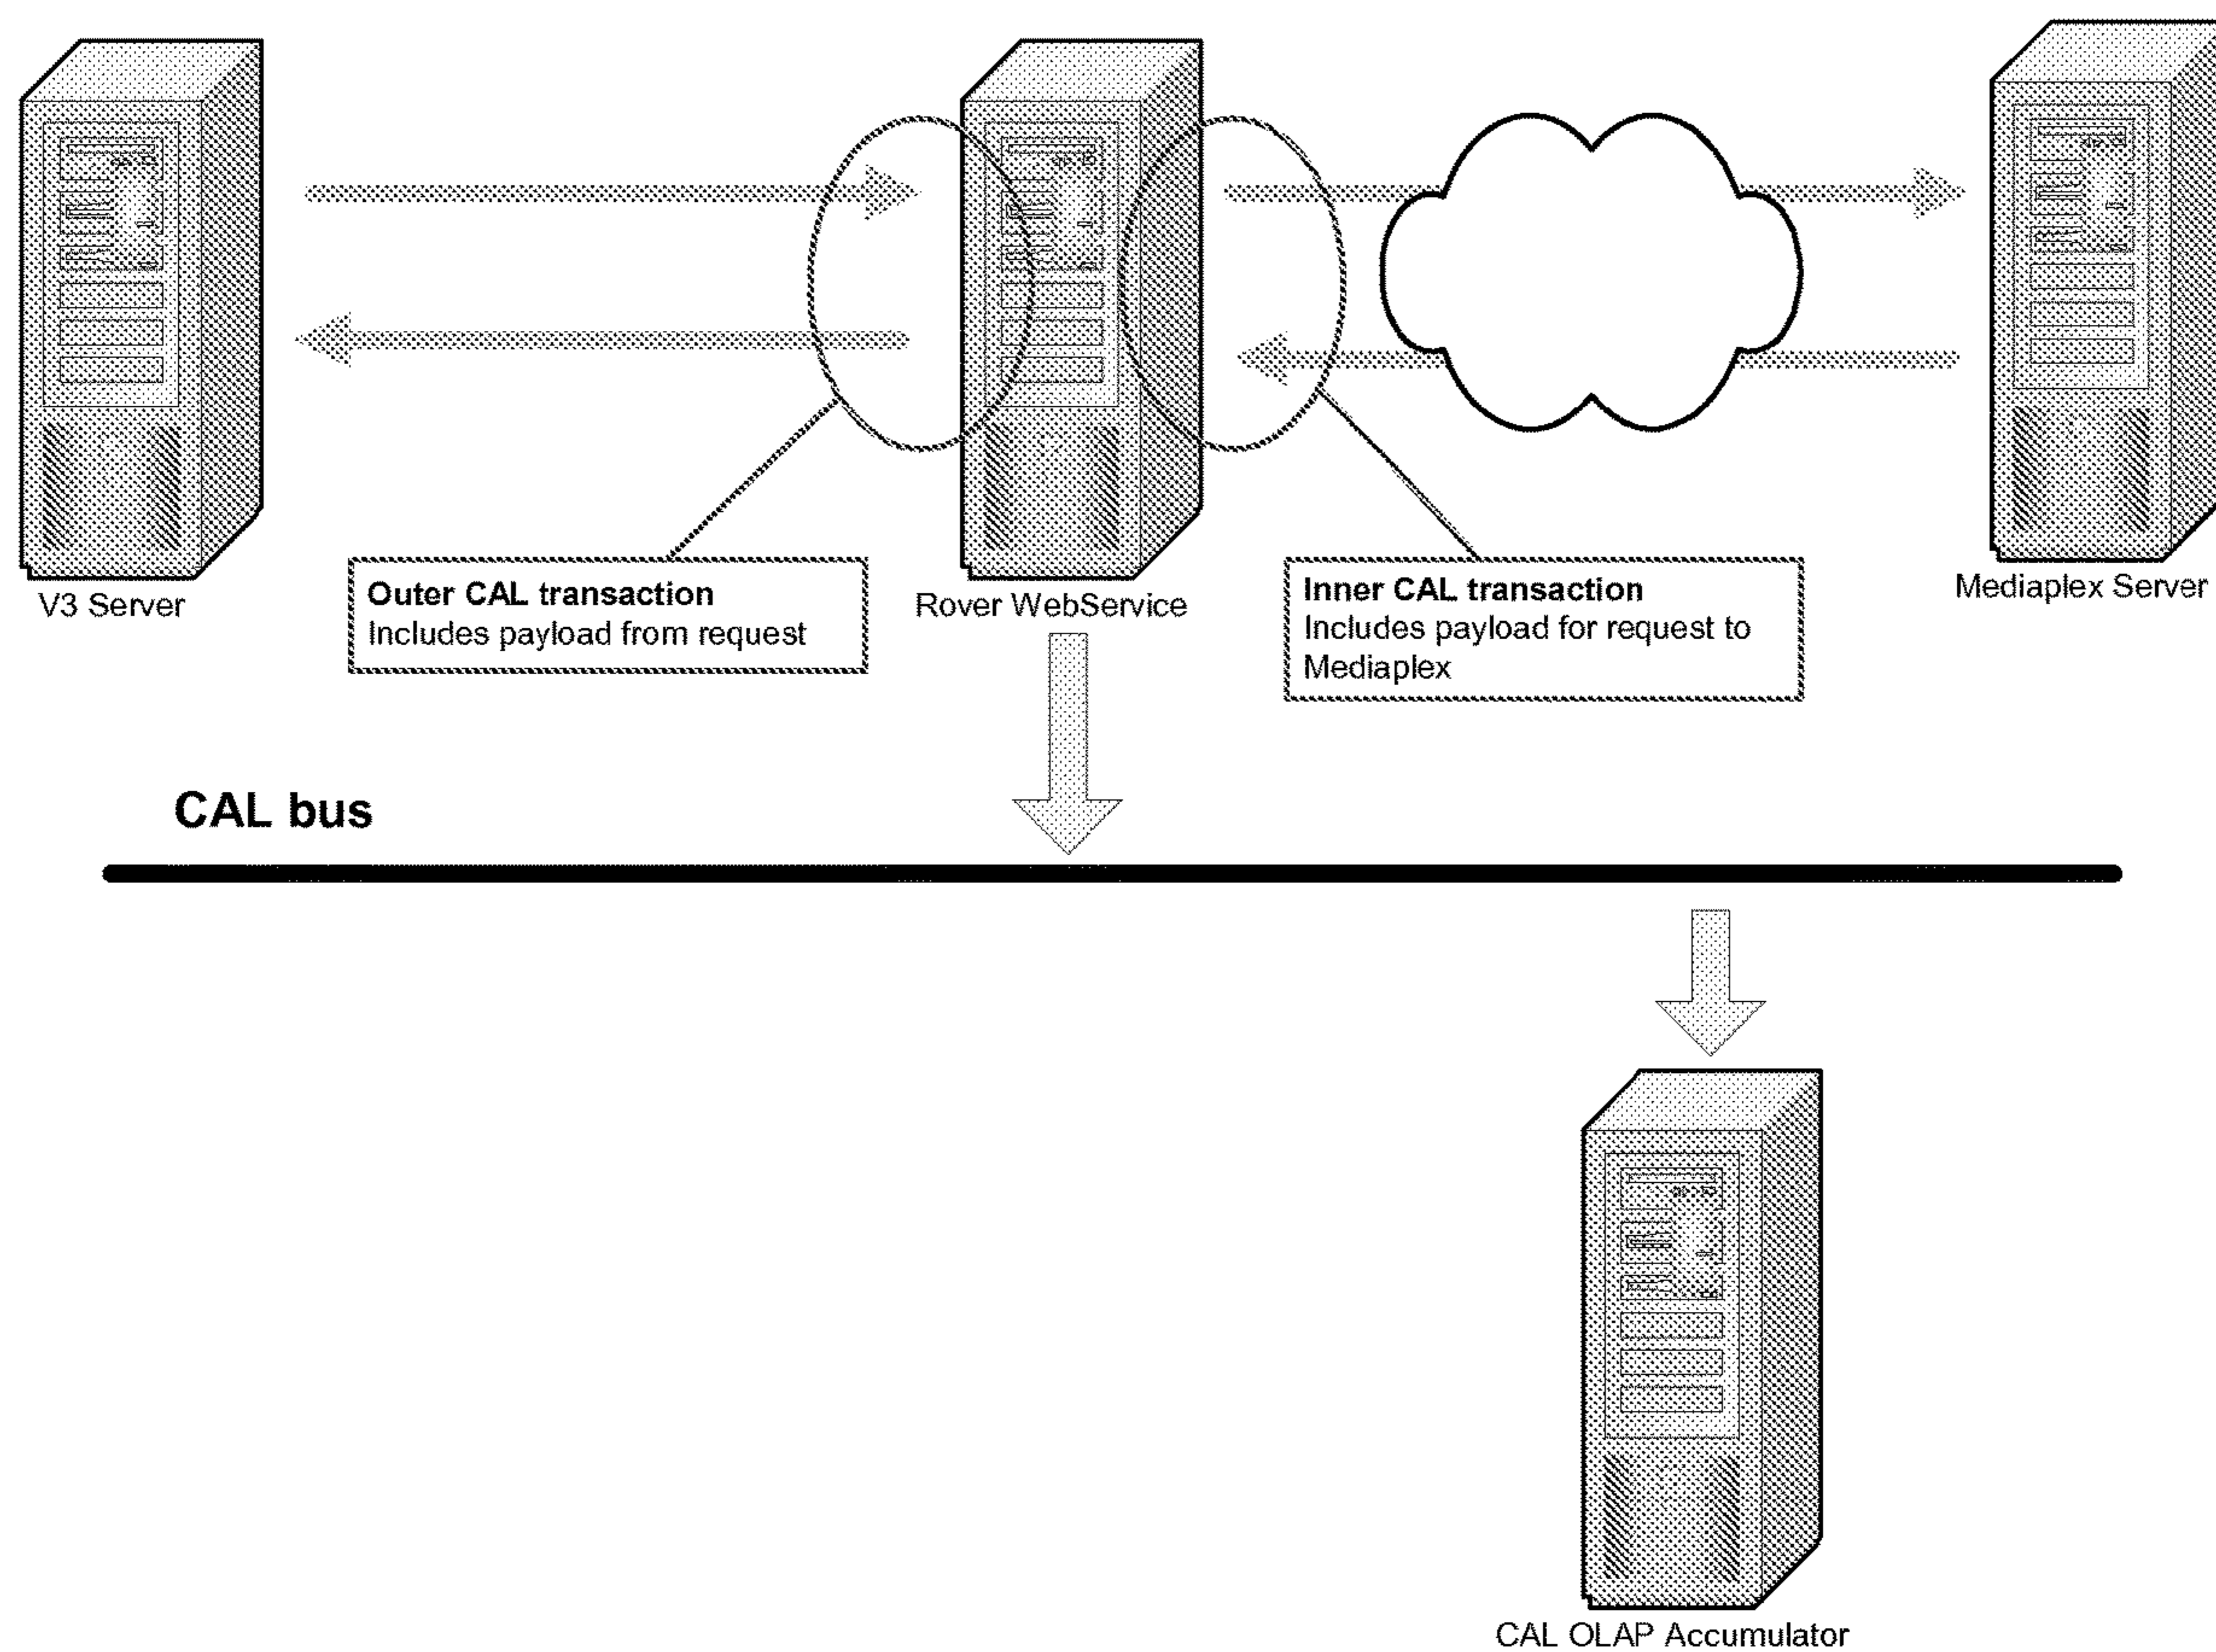 V3 Server
Outer CAL transaction
Includes payload from request
Rover WebService
Inner CAL transaction
Includes payload for request to
Mediaplex
Mediaplex Server
CAL bus
CAL OLAP Accumulator